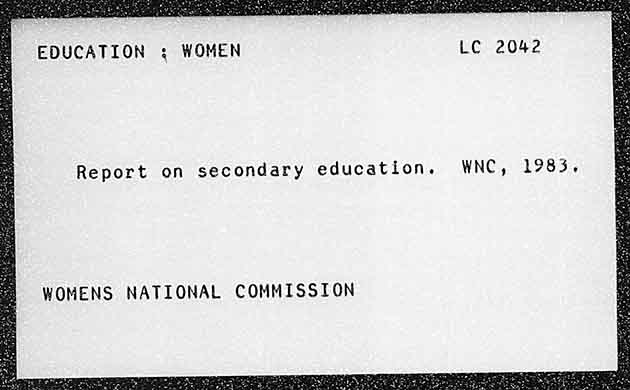 EDUCATION ; WOMEN LC 2042
Report on secondary education. WNC, 1983.
WOMENS NATIONAL COMMISSION